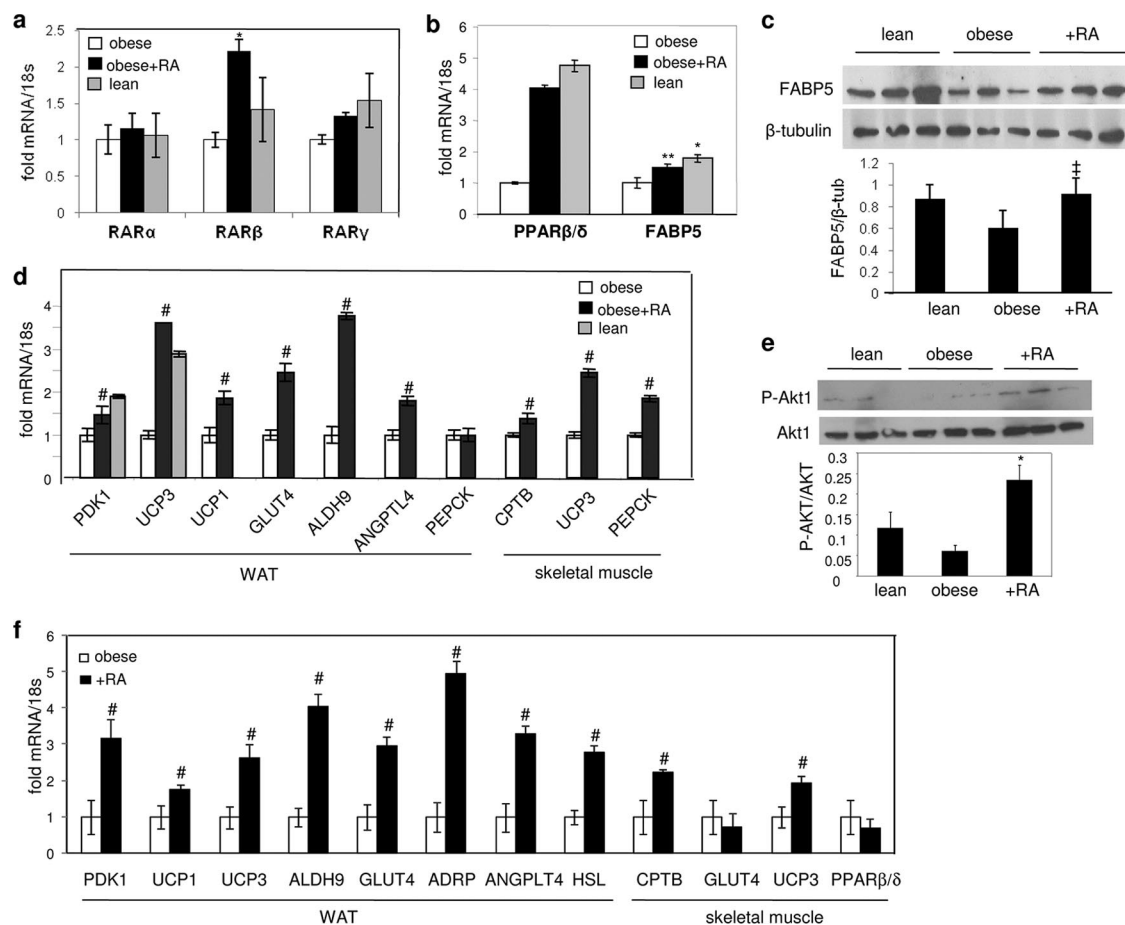 a
fold mRNA/18s
2.5
2
1.5
1
0.5
0
obese
obese+RA
lean
*
RARα RARβ RARγ
b
fold mRNA/18s
6
5
4
3
2
1
0
obese
obese+RA
lean
** *
PPARβ/δ FABP5
c
lean obese +RA
FABP5
β-tubulin
FABP5/β-tub
1.2
1
0.8
0.6
0.4
0.2
0
‡
lean obese +RA
d
fold mRNA/18s
4
3
2
1
0
obese
obese+RA
lean
# # # # # # # # #
PDK1 UCP3 UCP1 GLUT4 ALDH9 ANGPTL4 PEPCK CPTB UCP3 PEPCK
WAT skeletal muscle
e
lean obese +RA
P-Akt1
Akt1
P-AKT/AKT
0.3
0.25
0.15
0.1
0.05
0
*
lean obese +RA
f
fold mRNA/18s
6
5
4
3
2
1
0
obese
+RA
# # # # # # # # # #
PDK1 UCP1 UCP3 ALDH9 GLUT4 ADRP ANGPLT4 HSL CPTB GLUT4 UCP3 PPARβ/δ
WAT skeletal muscle